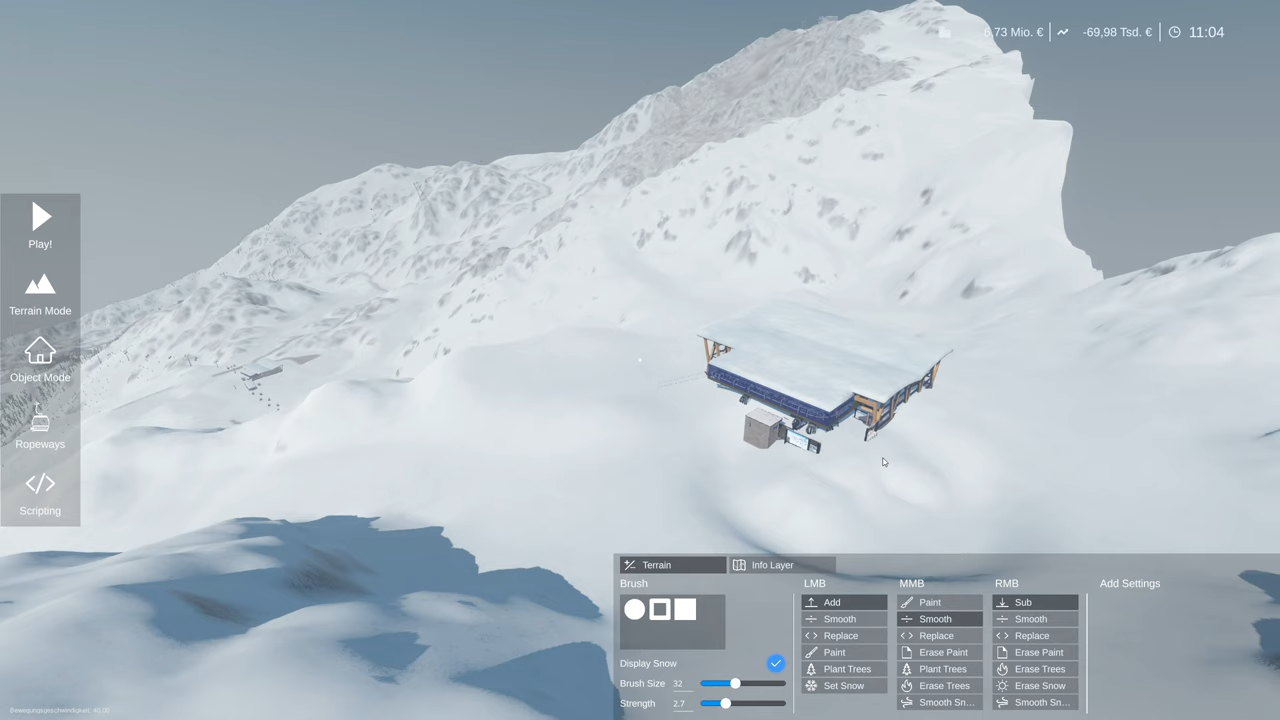 6,73 Mio. € -69,98 Tsd. € 11:04
Play!
Terrain Mode
Object Mode
Ropeways
Scripting
Terrain Info Layer
Brush LMB MMB RMB Add Settings
Add Paint Sub
Smooth Smooth Smooth
Replace Replace Replace
Paint Erase Paint Erase Paint
Display Snow Plant Trees Plant Trees Erase Trees
Brush Size 32 Set Snow Erase Trees Erase Snow
Strength 2.7 Smooth Sn... Smooth Sn...
Bewegungsgeschwindigkeit: 40.00